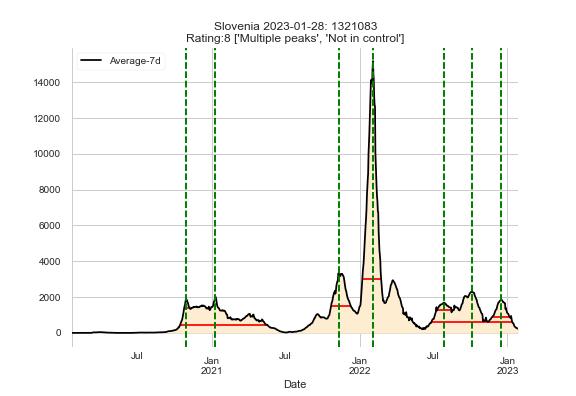 Slovenia 2023-01-28: 1321083
Rating:8 ['Multiple peaks', 'Not in control']
Average-7d
14000
12000
10000
8000
6000
4000
2000
0
Jul
Jan
2021
Jul
Jan
2022
Jul
Jan
2023
Date